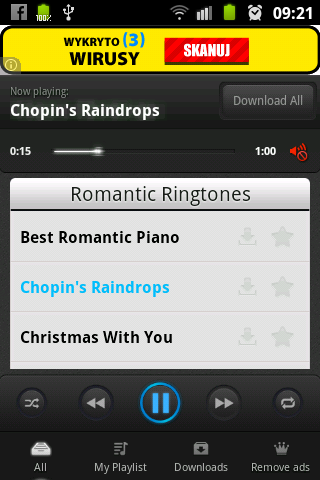 100%
09:21
WYKRYTO (3)
WIRUSY
SKANUJ
Now playing:
Chopin's Raindrops
Download All
0:15
1:00
Romantic Ringtones
Best Romantic Piano
Chopin's Raindrops
Christmas With You
All
My Playlist
Downloads
Remove ads